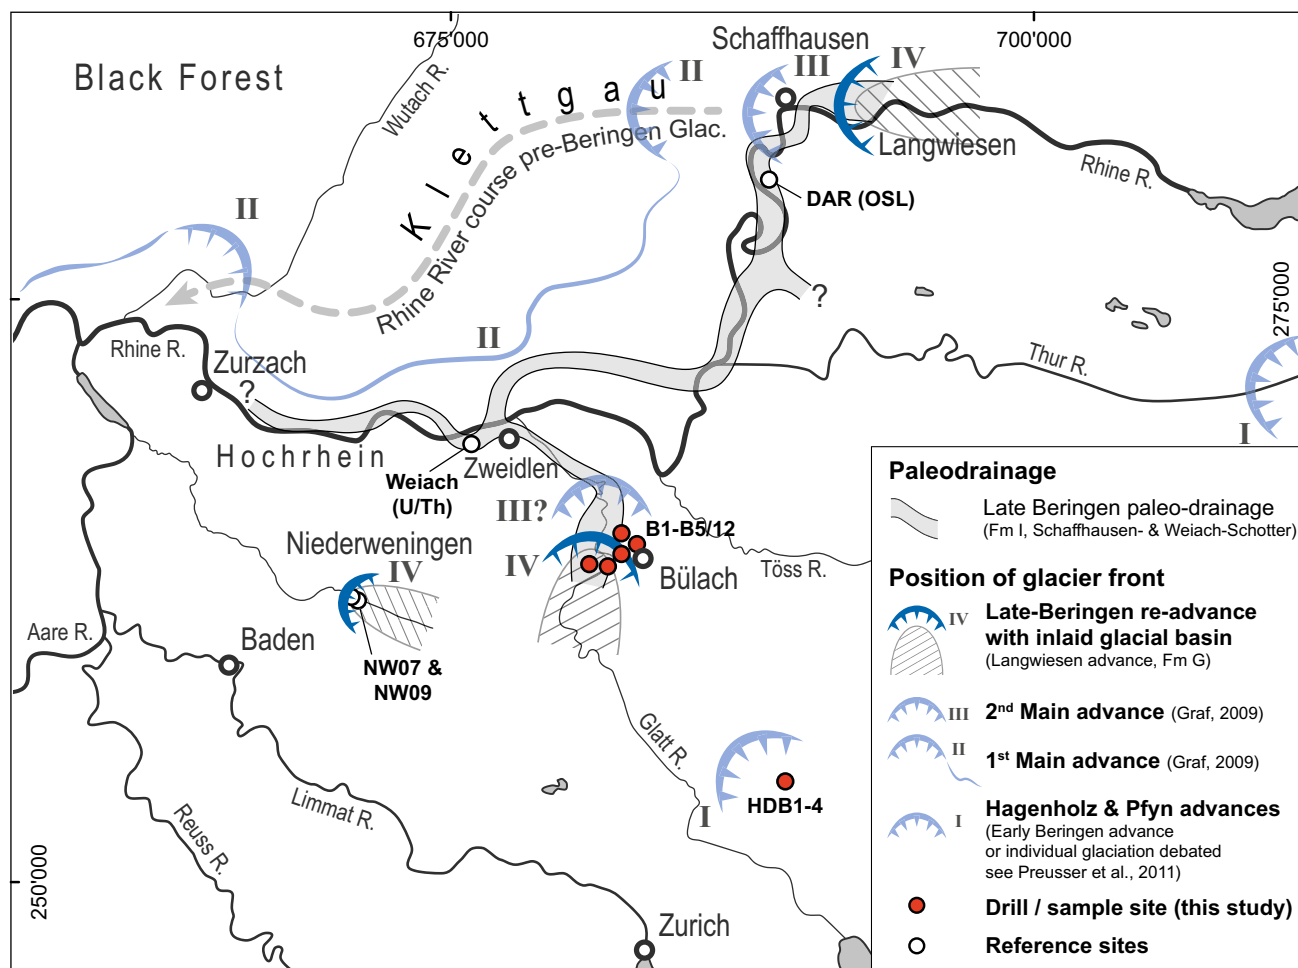 675'000
700'000
Black Forest
Wutach R.
Klettgau
Rhine River course pre-Beringen Glac.
II
Schaffhausen
III
IV
Langwiesen
Rhine R.
DAR (OSL)
II
?
275'000
Rhine R.
Zurzach
?
II
Thur R.
I
Hochrhein
Weiach
(U/Th)
Zweidlen
III?
B1-B5/12
Niederweningen
IV
IV
Bülach
Töss R.
Aare R.
Baden
NW07 &
NW09
Glatt R.
Limmat R.
I
HDB1-4
Reuss R.
250'000
Zurich
Paleodrainage
Late Beringen paleo-drainage
(Fm I, Schaffhausen- & Weiach-Schotter)
Position of glacier front
IV Late-Beringen re-advance
with inlaid glacial basin
(Langwiesen advance, Fm G)
III 2nd Main advance (Graf, 2009)
II 1st Main advance (Graf, 2009)
I Hagenholz & Pfyn advances
(Early Beringen advance
or individual glaciation debated
see Preusser et al., 2011)
Drill / sample site (this study)
Reference sites